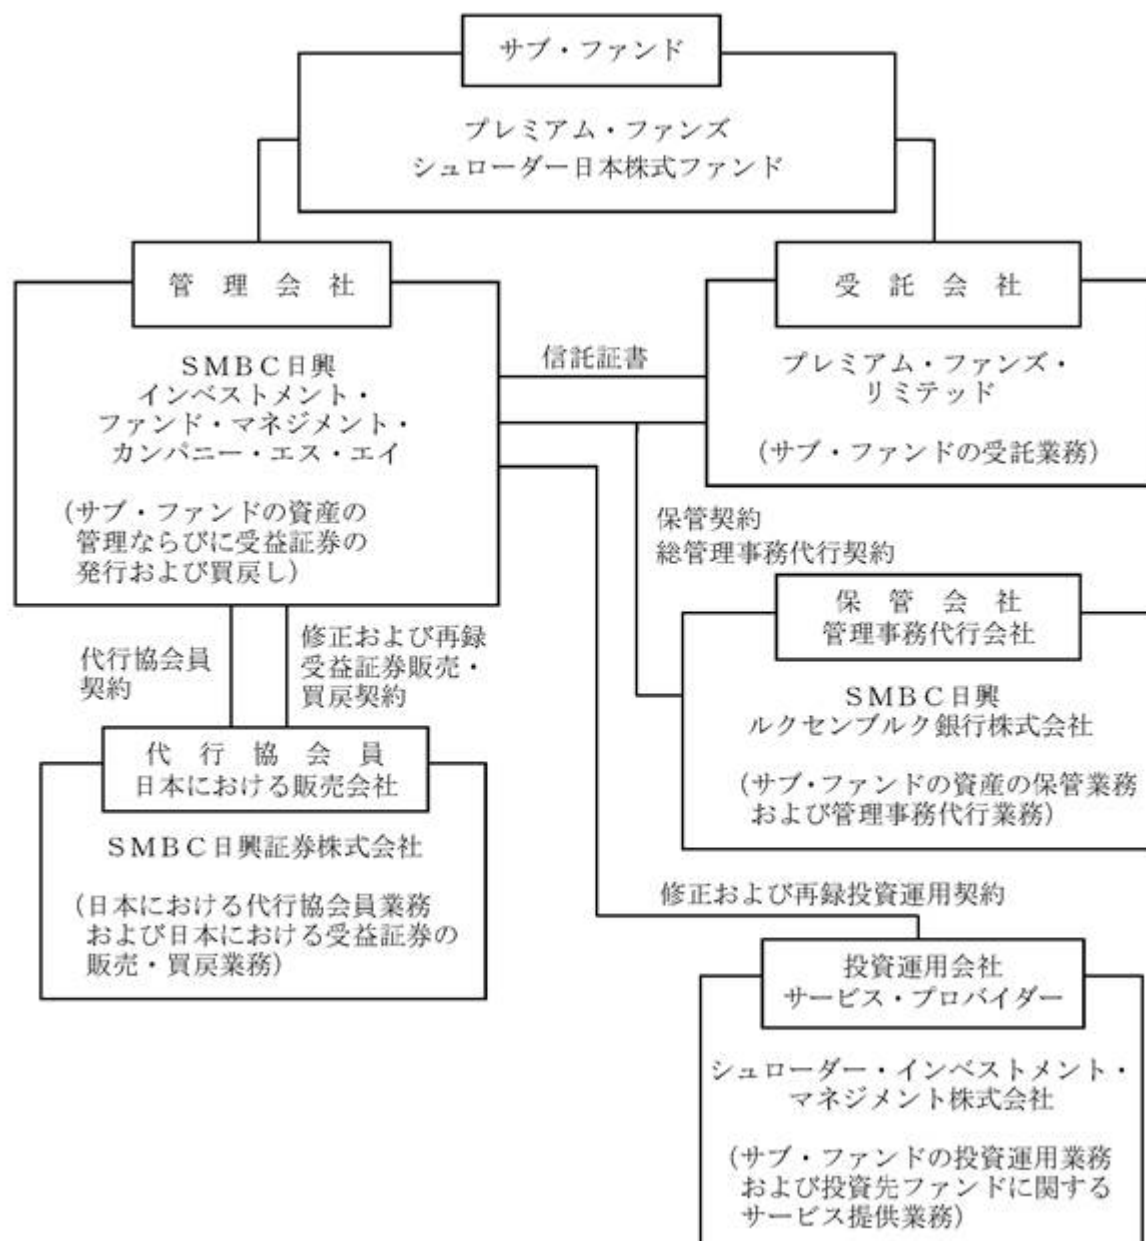 サブ・ファンド
プレミアム・ファンズ
シュローダー日本株式ファンド
管理会社
SMBC日興
インベストメント・
ファンド・マネジメント・
カンパニー・エス・エイ
(サブ・ファンドの資産の
管理ならびに受益証券の
発行および買戻し)
信託証書
受託会社
プレミアム・ファンズ・
リミテッド
(サブ・ファンドの受託業務)
保管契約
総管理事務代行契約
保管会社
管理事務代行会社
SMBC日興
ルクセンブルク銀行株式会社
(サブ・ファンドの資産の保管業務
および管理事務代行業務)
代行協会員
契約
修正および再録
受益証券販売・
買戻契約
代行協会員
日本における販売会社
SMBC日興証券株式会社
(日本における代行協会員業務
および日本における受益証券の
販売・買戻業務)
修正および再録投資運用契約
投資運用会社
サービス・プロバイダー
シュローダー・インベストメント・
マネジメント株式会社
(サブ・ファンドの投資運用業務
および投資先ファンドに関する
サービス提供業務)